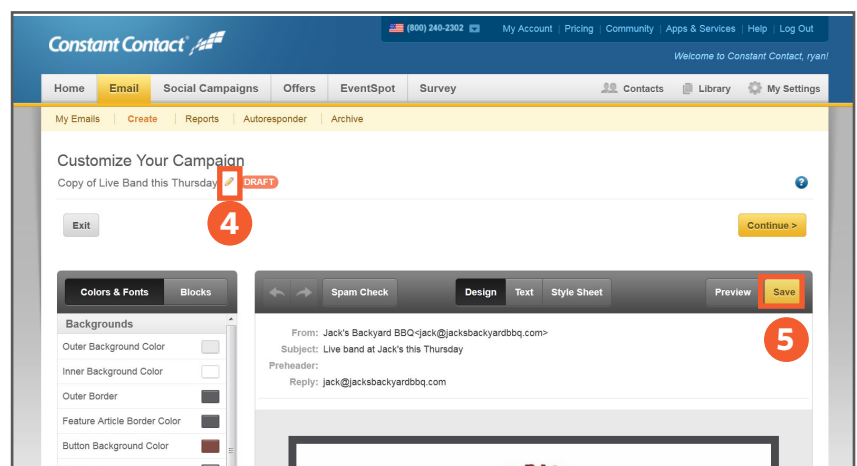 (800) 240-2302 My Account | Pricing | Community | Apps & Services | Help | Log Out
Constant Contact
Welcome to Constant Contact, ryan!
Home Email Social Campaigns Offers EventSpot Survey Contacts Library My Settings
My Emails | Create | Reports | Autoresponder | Archive
Customize Your Campaign
Copy of Live Band this Thursday DRAFT ?
4
Exit Continue >
Colors & Fonts Blocks Spam Check Design Text Style Sheet Preview Save
5
Backgrounds
Outer Background Color
Inner Background Color
Outer Border
Feature Article Border Color
Button Background Color
From: Jack's Backyard BBQ<jack@jacksbackyardbbq.com>
Subject: Live band at Jack's this Thursday
Preheader:
Reply: jack@jacksbackyardbbq.com